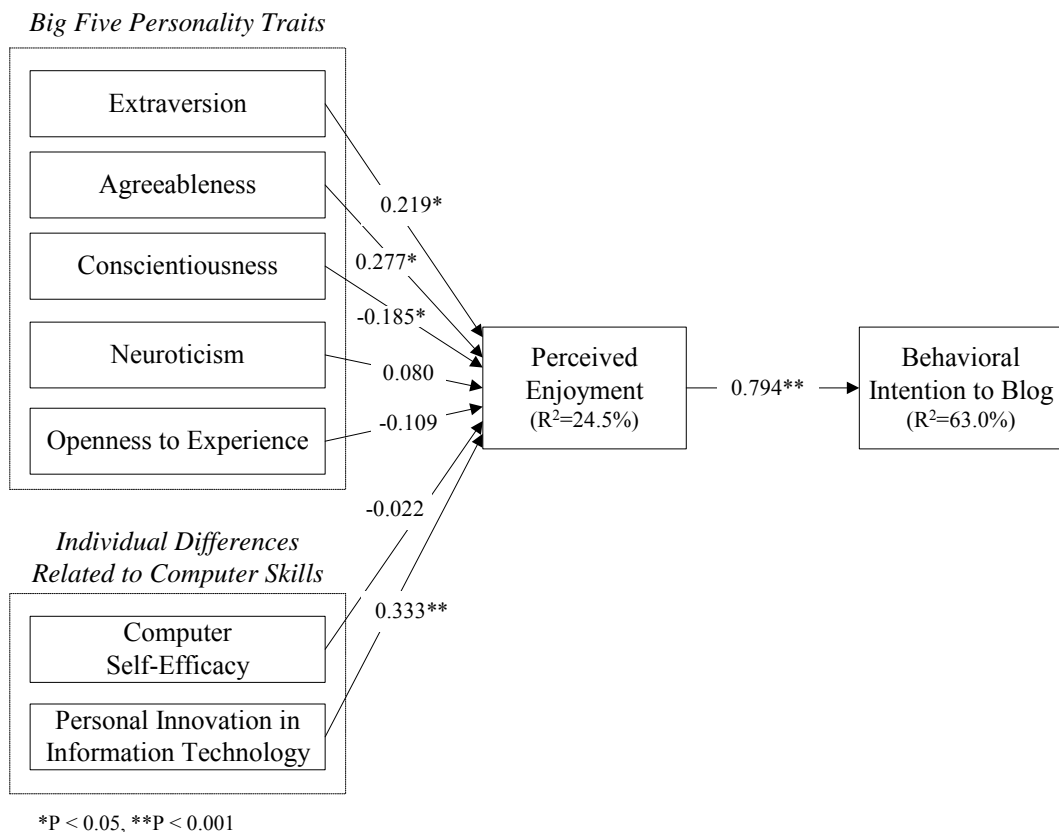 Big Five Personality Traits
Extraversion
Agreeableness
Conscientiousness
Neuroticism
Openness to Experience
0.219*
0.277*
-0.185*
0.080
-0.109
-0.022
0.333**
Perceived
Enjoyment
(R²=24.5%)
0.794**
Behavioral
Intention to Blog
(R²=63.0%)
Individual Differences
Related to Computer Skills
Computer
Self-Efficacy
Personal Innovation in
Information Technology
*P < 0.05, **P < 0.001